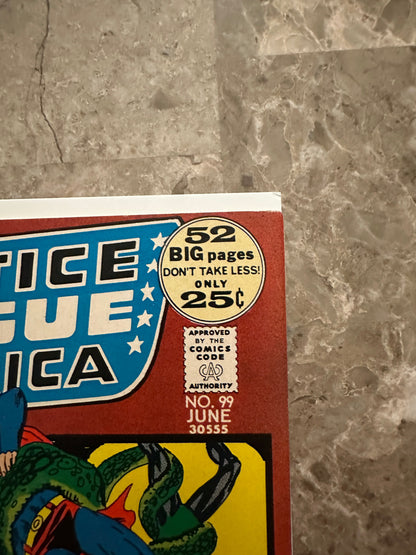 TICE
GUE
ICA
52
BIG pages
DON'T TAKE LESS!
ONLY
25¢
APPROVED
BY THE
COMICS
CODE
CA
AUTHORITY
NO. 99
JUNE
30555